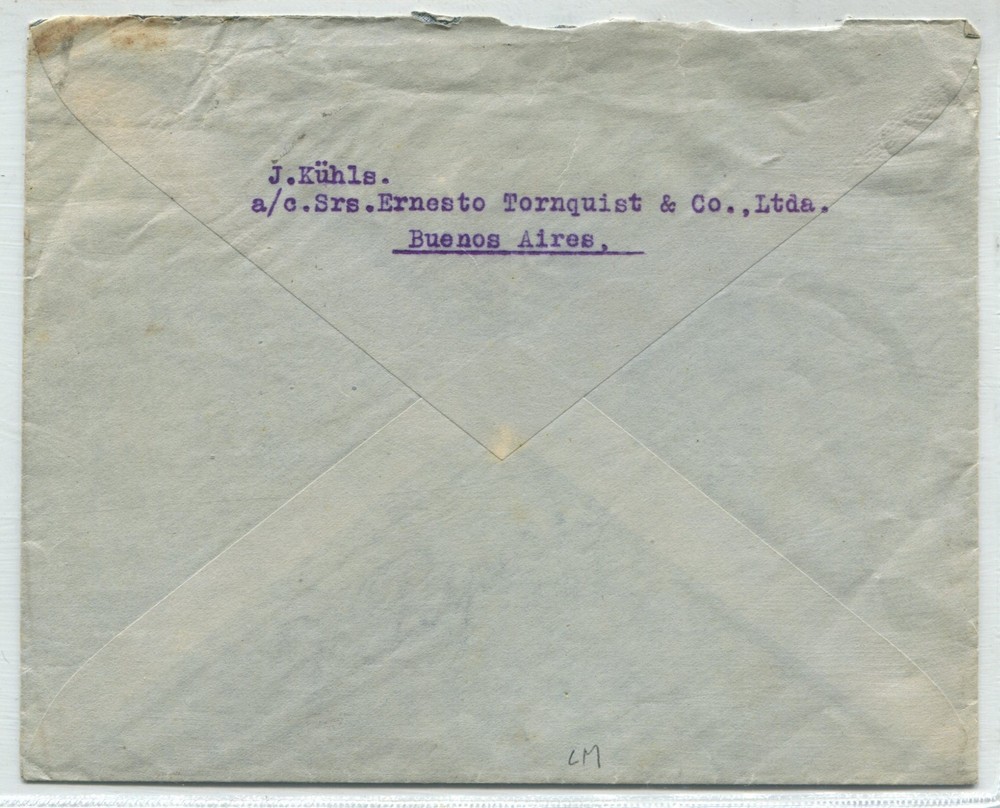 J.Kühls.
a/c.Srs.Ernesto Tornquist & Co.,Ltda.
Buenos Aires,
LM